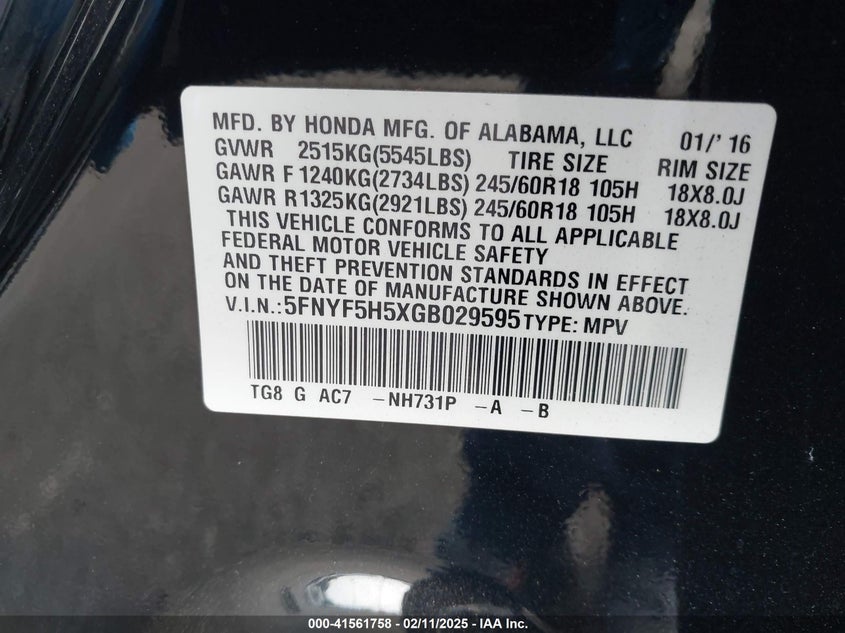 MFD. BY HONDA MFG. OF ALABAMA, LLC 01/' 16
GVWR 2515KG(5545LBS) TIRE SIZE RIM SIZE
GAWR F 1240KG(2734LBS) 245/60R18 105H 18X8.0J
GAWR R1325KG(2921LBS) 245/60R18 105H 18X8.0J
THIS VEHICLE CONFORMS TO ALL APPLICABLE
FEDERAL MOTOR VEHICLE SAFETY
AND THEFT PREVENTION STANDARDS IN EFFECT
ON THE DATE OF MANUFACTURE SHOWN ABOVE.
V.I.N.:5FNYF5H5XGB029595TYPE: MPV
TG8 G AC7 -NH731P -A -B
000-41561758 - 02/11/2025 - IAA Inc.